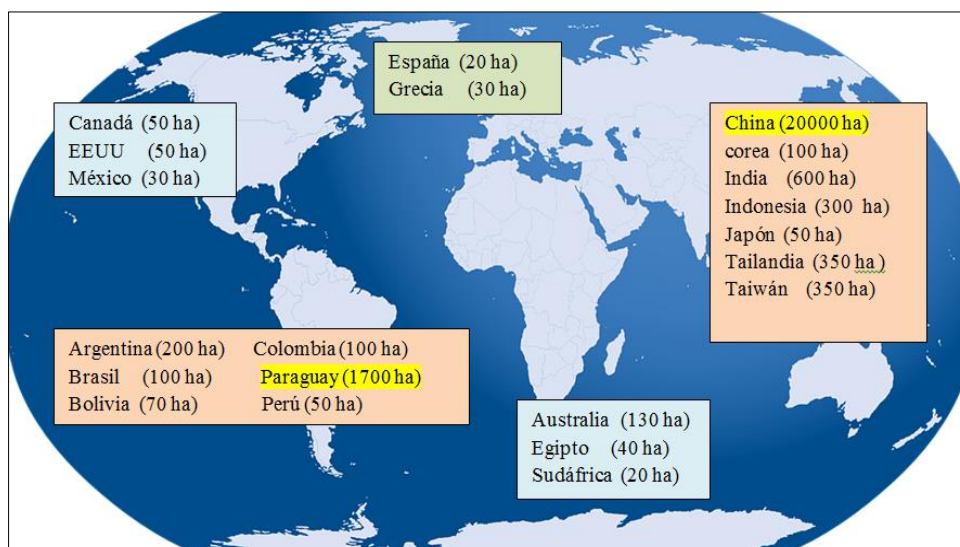 España (20 ha)
Grecia (30 ha)
Canadá (50 ha)
EEUU (50 ha)
México (30 ha)
China (20000 ha)
corea (100 ha)
India (600 ha)
Indonesia (300 ha)
Japón (50 ha)
Tailandia (350 ha )
Taiwán (350 ha)
Argentina (200 ha) Colombia (100 ha)
Brasil (100 ha) Paraguay (1700 ha)
Bolivia (70 ha) Perú (50 ha)
Australia (130 ha)
Egipto (40 ha)
Sudáfrica (20 ha)